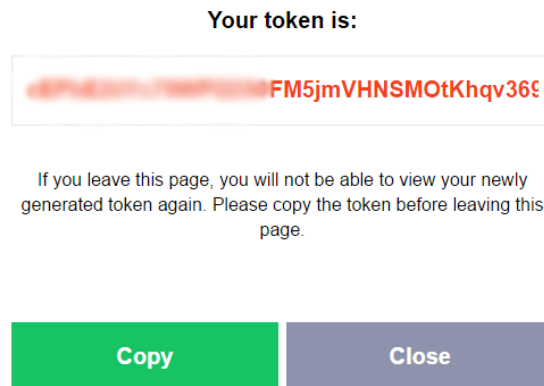 Your token is:
FM5jmVHNSMOtKhqv369
If you leave this page, you will not be able to view your newly
generated token again. Please copy the token before leaving this
page.
Copy
Close